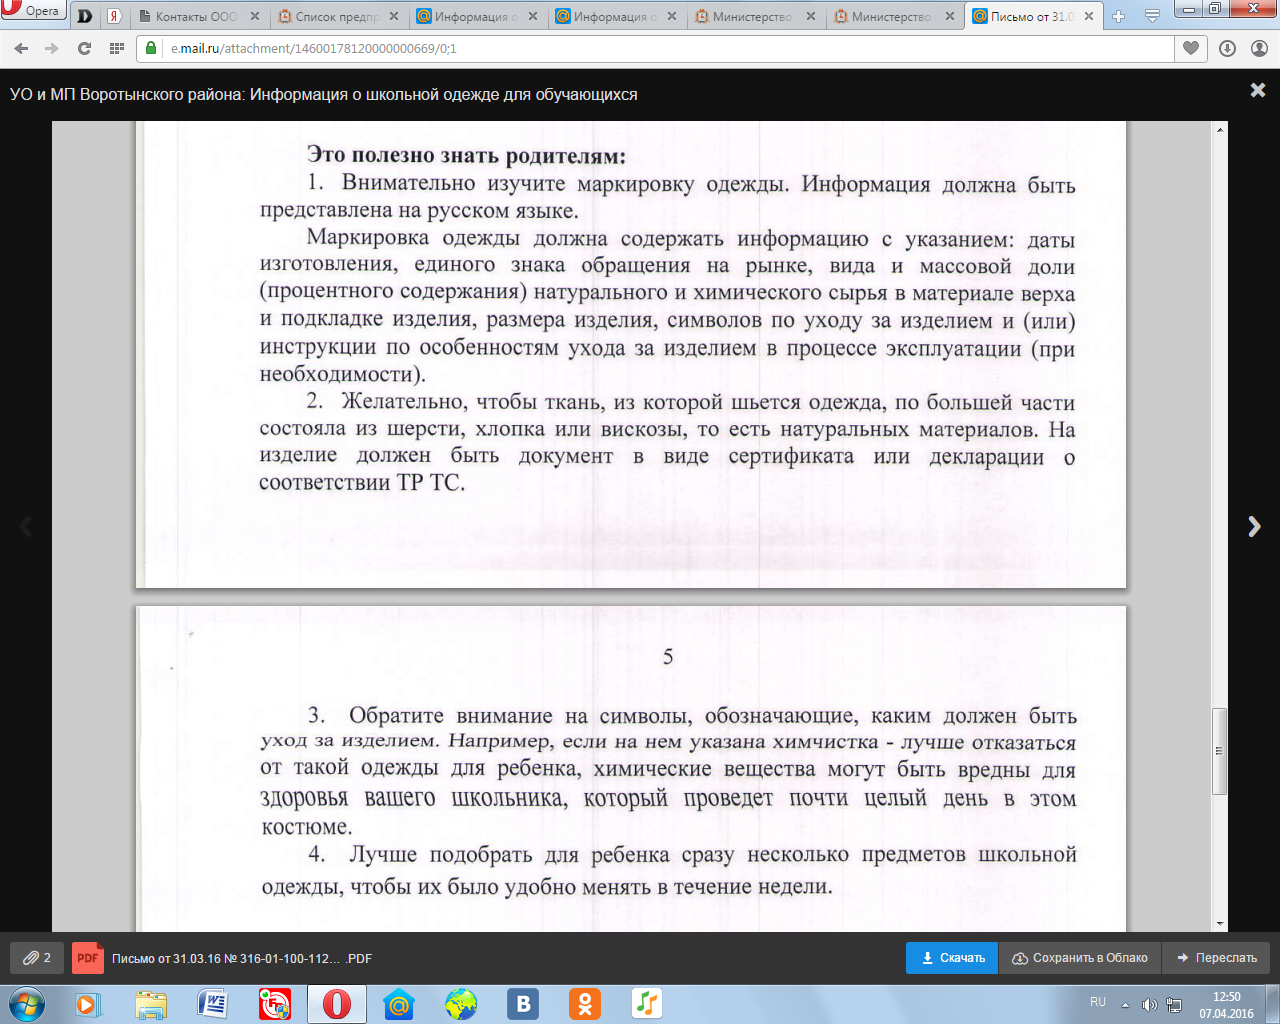 Opera
Контакты ООО
Список предпр
Информация о
Информация о
Министерство
Министерство
Письмо от 31.0
e.mail.ru/attachment/14600178120000000669/0;1
УО и МП Воротынского района: Информация о школьной одежде для обучающихся
Это полезно знать родителям:
1. Внимательно изучите маркировку одежды. Информация должна быть
представлена на русском языке.
Маркировка одежды должна содержать информацию с указанием: даты
изготовления, единого знака обращения на рынке, вида и массовой доли
(процентного содержания) натурального и химического сырья в материале верха
и подкладке изделия, размера изделия, символов по уходу за изделием и (или)
инструкции по особенностям ухода за изделием в процессе эксплуатации (при
необходимости).
2. Желательно, чтобы ткань, из которой шьется одежда, по большей части
состояла из шерсти, хлопка или вискозы, то есть натуральных материалов. На
изделие должен быть документ в виде сертификата или декларации о
соответствии ТР ТС.
5
3. Обратите внимание на символы, обозначающие, каким должен быть
уход за изделием. Например, если на нем указана химчистка - лучше отказаться
от такой одежды для ребенка, химические вещества могут быть вредны для
здоровья вашего школьника, который проведет почти целый день в этом
костюме.
4. Лучше подобрать для ребенка сразу несколько предметов школьной
одежды, чтобы их было удобно менять в течение недели.
2
PDF
Письмо от 31.03.16 № 316-01-100-112... .PDF
Скачать
Сохранить в Облако
Переслать
RU
12:50
07.04.2016